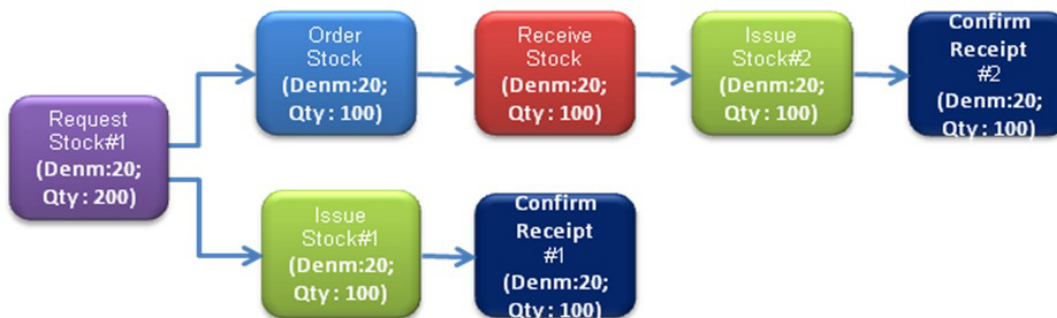 Order
Stock
(Denm:20;
Qty : 100)
Receive
Stock
(Denm:20;
Qty : 100)
Issue
Stock#2
(Denm:20;
Qty : 100)
Confirm
Receipt
#2
(Denm:20;
Qty : 100)
Request
Stock#1
(Denm:20;
Qty : 200)
Issue
Stock#1
(Denm:20;
Qty : 100)
Confirm
Receipt
#1
(Denm:20;
Qty : 100)